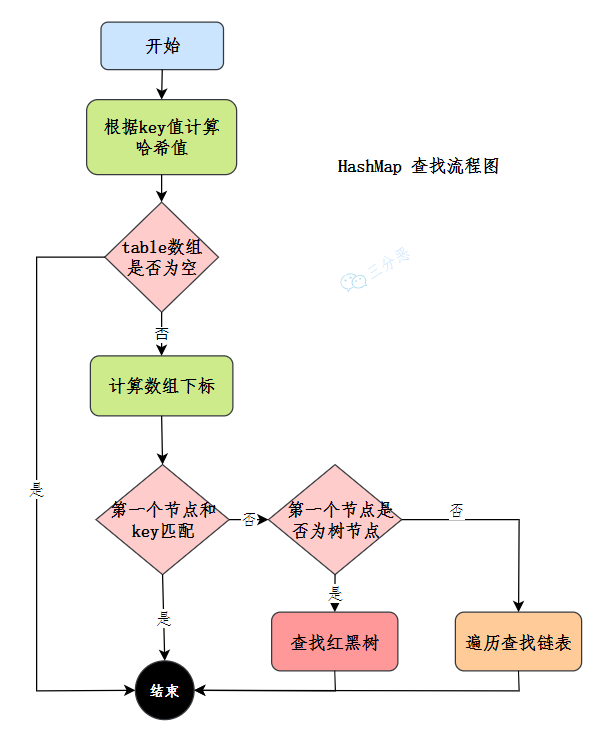 开始
根据key值计算
哈希值
HashMap 查找流程图
三分恶
table数组
是否为空
否
计算数组下标
是
第一个节点和
key匹配
否
第一个节点是
否为树节点
否
是
是
查找红黑树
遍历查找链表
结束